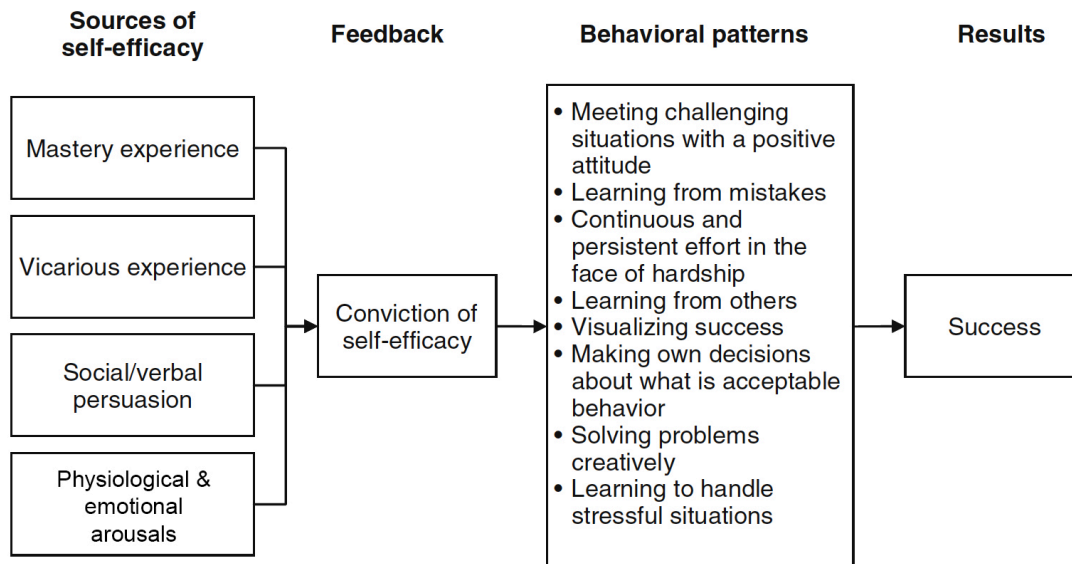 Sources of
self-efficacy
Feedback
Behavioral patterns
Results
Mastery experience
Vicarious experience
Social/verbal
persuasion
Physiological &
emotional
arousals
Conviction of
self-efficacy
• Meeting challenging
situations with a positive
attitude
• Learning from mistakes
• Continuous and
persistent effort in the
face of hardship
• Learning from others
• Visualizing success
• Making own decisions
about what is acceptable
behavior
• Solving problems
creatively
• Learning to handle
stressful situations
Success